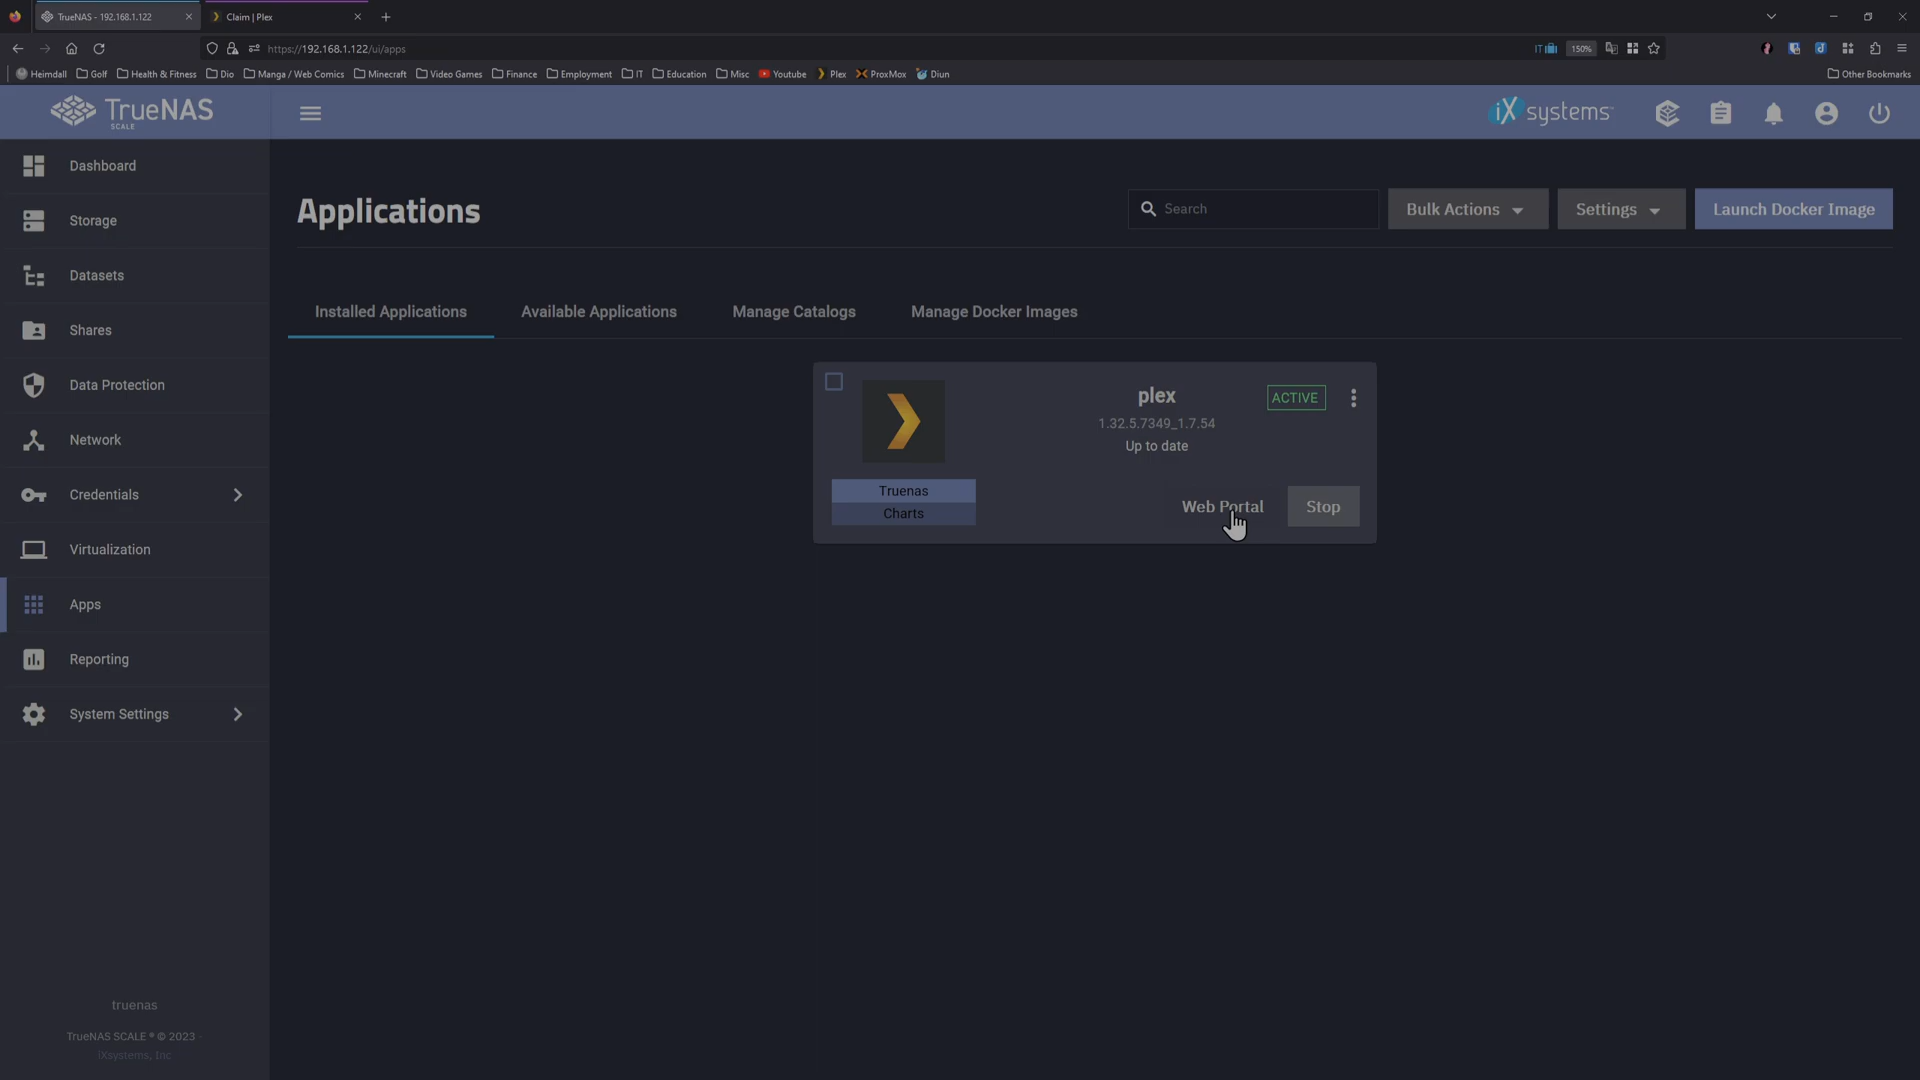 TrueNAS - 192.168.1.122
Claim | Plex
https://192.168.1.122/ui/apps
IT
150%
Heimdall
Golf
Health & Fitness
Dio
Manga / Web Comics
Minecraft
Video Games
Finance
Employment
IT
Education
Misc
Youtube
Plex
ProxMox
Diun
Other Bookmarks
TrueNAS
SCALE
iXsystems™
Dashboard
Storage
Datasets
Shares
Data Protection
Network
Credentials
Virtualization
Apps
Reporting
System Settings
truenas
TrueNAS SCALE ® © 2023 -
iXsystems, Inc
Applications
Search
Bulk Actions
Settings
Launch Docker Image
Installed Applications
Available Applications
Manage Catalogs
Manage Docker Images
plex
ACTIVE
1.32.5.7349_1.7.54
Up to date
Truenas
Charts
Web Portal
Stop